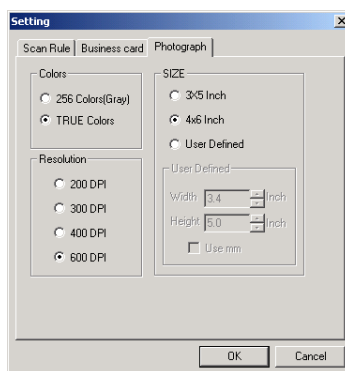 Setting
Scan Rule Business card Photograph
Colors
256 Colors(Gray)
TRUE Colors
Resolution
200 DPI
300 DPI
400 DPI
600 DPI
SIZE
3X5 Inch
4x6 Inch
User Defined
User Defined
Width 3.4 Inch
Height 5.0 Inch
Use mm
OK Cancel